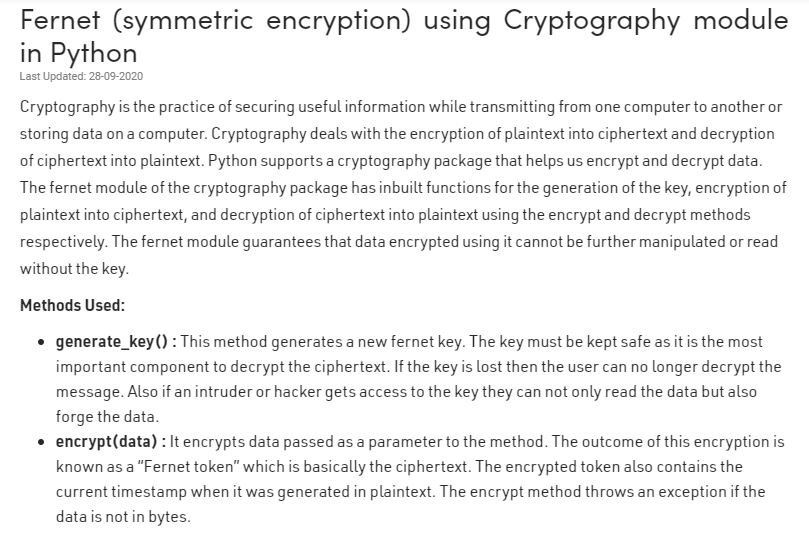 Fernet (symmetric encryption) using Cryptography module
in Python
Last Updated: 28-09-2020
Cryptography is the practice of securing useful information while transmitting from one computer to another or
storing data on a computer. Cryptography deals with the encryption of plaintext into ciphertext and decryption
of ciphertext into plaintext. Python supports a cryptography package that helps us encrypt and decrypt data.
The fernet module of the cryptography package has inbuilt functions for the generation of the key, encryption of
plaintext into ciphertext, and decryption of ciphertext into plaintext using the encrypt and decrypt methods
respectively. The fernet module guarantees that data encrypted using it cannot be further manipulated or read
without the key.
Methods Used:
• generate_key() : This method generates a new fernet key. The key must be kept safe as it is the most
important component to decrypt the ciphertext. If the key is lost then the user can no longer decrypt the
message. Also if an intruder or hacker gets access to the key they can not only read the data but also
forge the data.
• encrypt(data) : It encrypts data passed as a parameter to the method. The outcome of this encryption is
known as a “Fernet token” which is basically the ciphertext. The encrypted token also contains the
current timestamp when it was generated in plaintext. The encrypt method throws an exception if the
data is not in bytes.